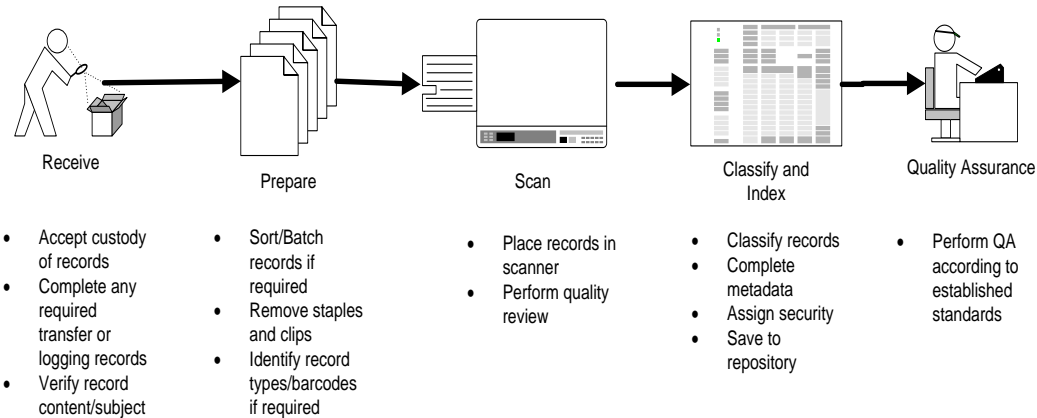 Receive
Prepare
Scan
Classify and
Index
Quality Assurance
• Accept custody
of records
• Complete any
required
transfer or
logging records
• Verify record
content/subject
• Sort/Batch
records if
required
• Remove staples
and clips
• Identify record
types/barcodes
if required
• Place records in
scanner
• Perform quality
review
• Classify records
• Complete
metadata
• Assign security
• Save to
repository
• Perform QA
according to
established
standards